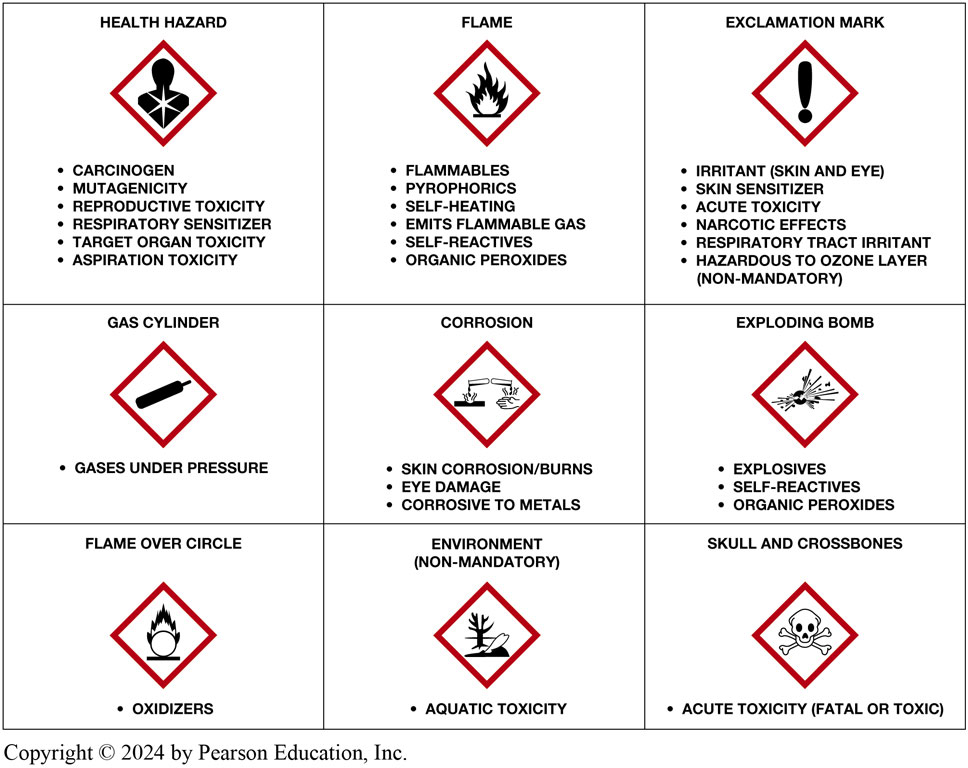 HEALTH HAZARD
• CARCINOGEN
• MUTAGENICITY
• REPRODUCTIVE TOXICITY
• RESPIRATORY SENSITIZER
• TARGET ORGAN TOXICITY
• ASPIRATION TOXICITY
FLAME
• FLAMMABLES
• PYROPHORICS
• SELF-HEATING
• EMITS FLAMMABLE GAS
• SELF-REACTIVES
• ORGANIC PEROXIDES
EXCLAMATION MARK
• IRRITANT (SKIN AND EYE)
• SKIN SENSITIZER
• ACUTE TOXICITY
• NARCOTIC EFFECTS
• RESPIRATORY TRACT IRRITANT
• HAZARDOUS TO OZONE LAYER
(NON-MANDATORY)
GAS CYLINDER
• GASES UNDER PRESSURE
CORROSION
• SKIN CORROSION/BURNS
• EYE DAMAGE
• CORROSIVE TO METALS
EXPLODING BOMB
• EXPLOSIVES
• SELF-REACTIVES
• ORGANIC PEROXIDES
FLAME OVER CIRCLE
• OXIDIZERS
ENVIRONMENT
(NON-MANDATORY)
• AQUATIC TOXICITY
SKULL AND CROSSBONES
• ACUTE TOXICITY (FATAL OR TOXIC)
Copyright © 2024 by Pearson Education, Inc.